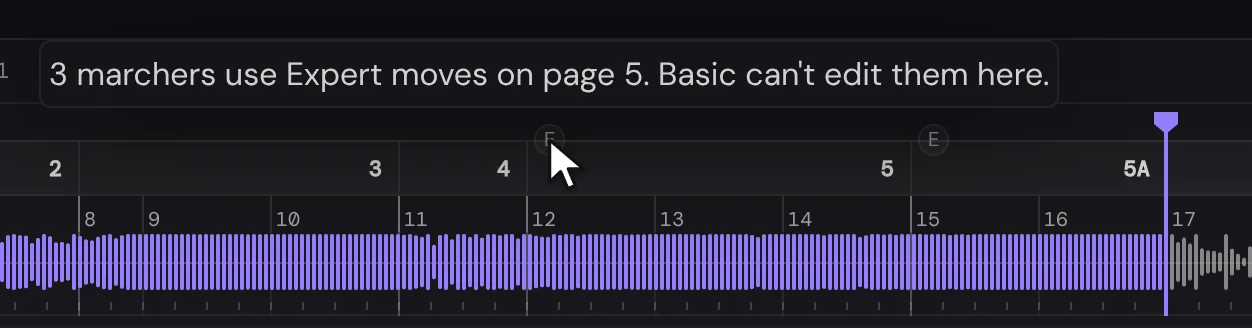 1
3 marchers use Expert moves on page 5. Basic can't edit them here.
E E
2 3 4 5 5A
8 9 10 11 12 13 14 15 16 17